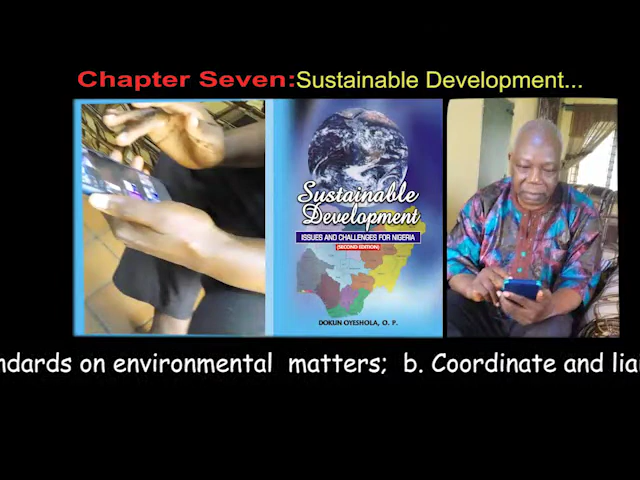 Chapter Seven:Sustainable Development...
Sustainable
Development
ISSUES AND CHALLENGES FOR NIGERIA
(SECOND EDITION)
DOKUN OYESHOLA, O. P.
ndards on environmental matters; b. Coordinate and liai